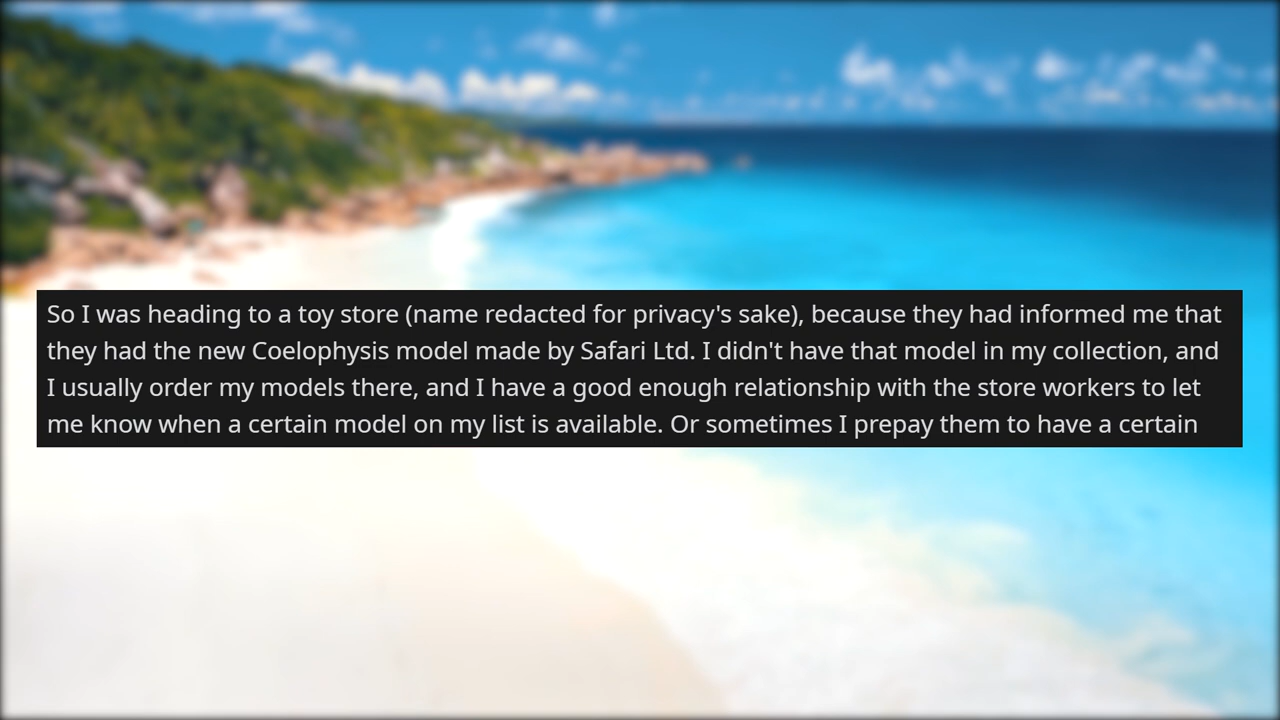 So I was heading to a toy store (name redacted for privacy's sake), because they had informed me that
they had the new Coelophysis model made by Safari Ltd. I didn't have that model in my collection, and
I usually order my models there, and I have a good enough relationship with the store workers to let
me know when a certain model on my list is available. Or sometimes I prepay them to have a certain